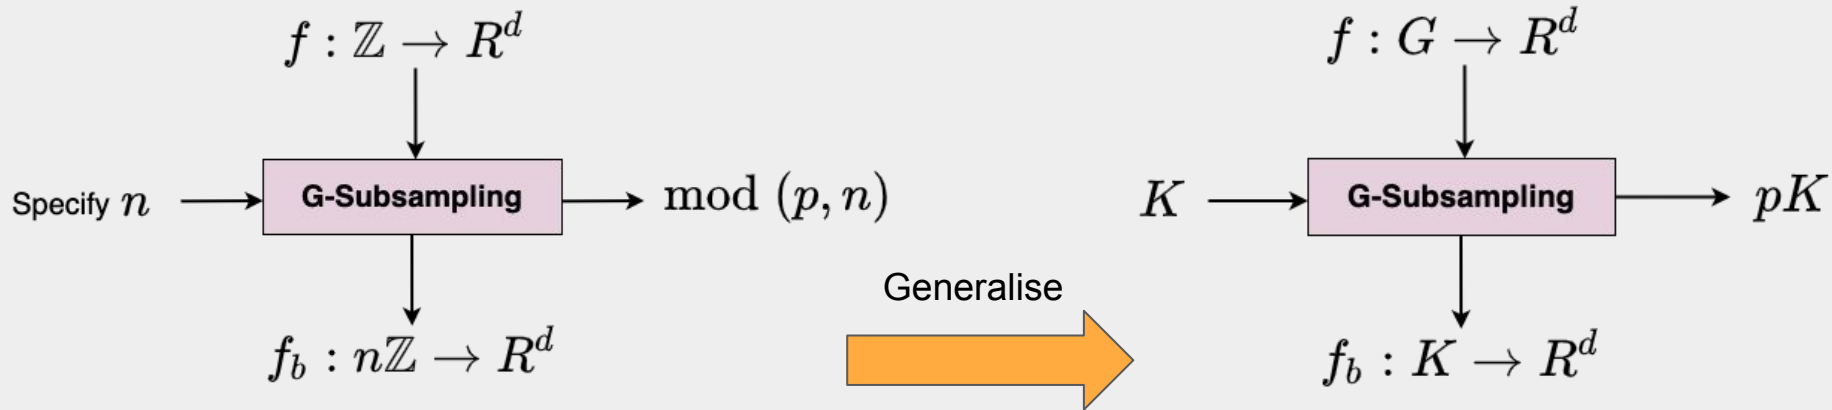 f : ℤ → R^d
Specify n
G-Subsampling
mod (p, n)
f_b : nℤ → R^d
Generalise
f : G → R^d
K
G-Subsampling
pK
f_b : K → R^d